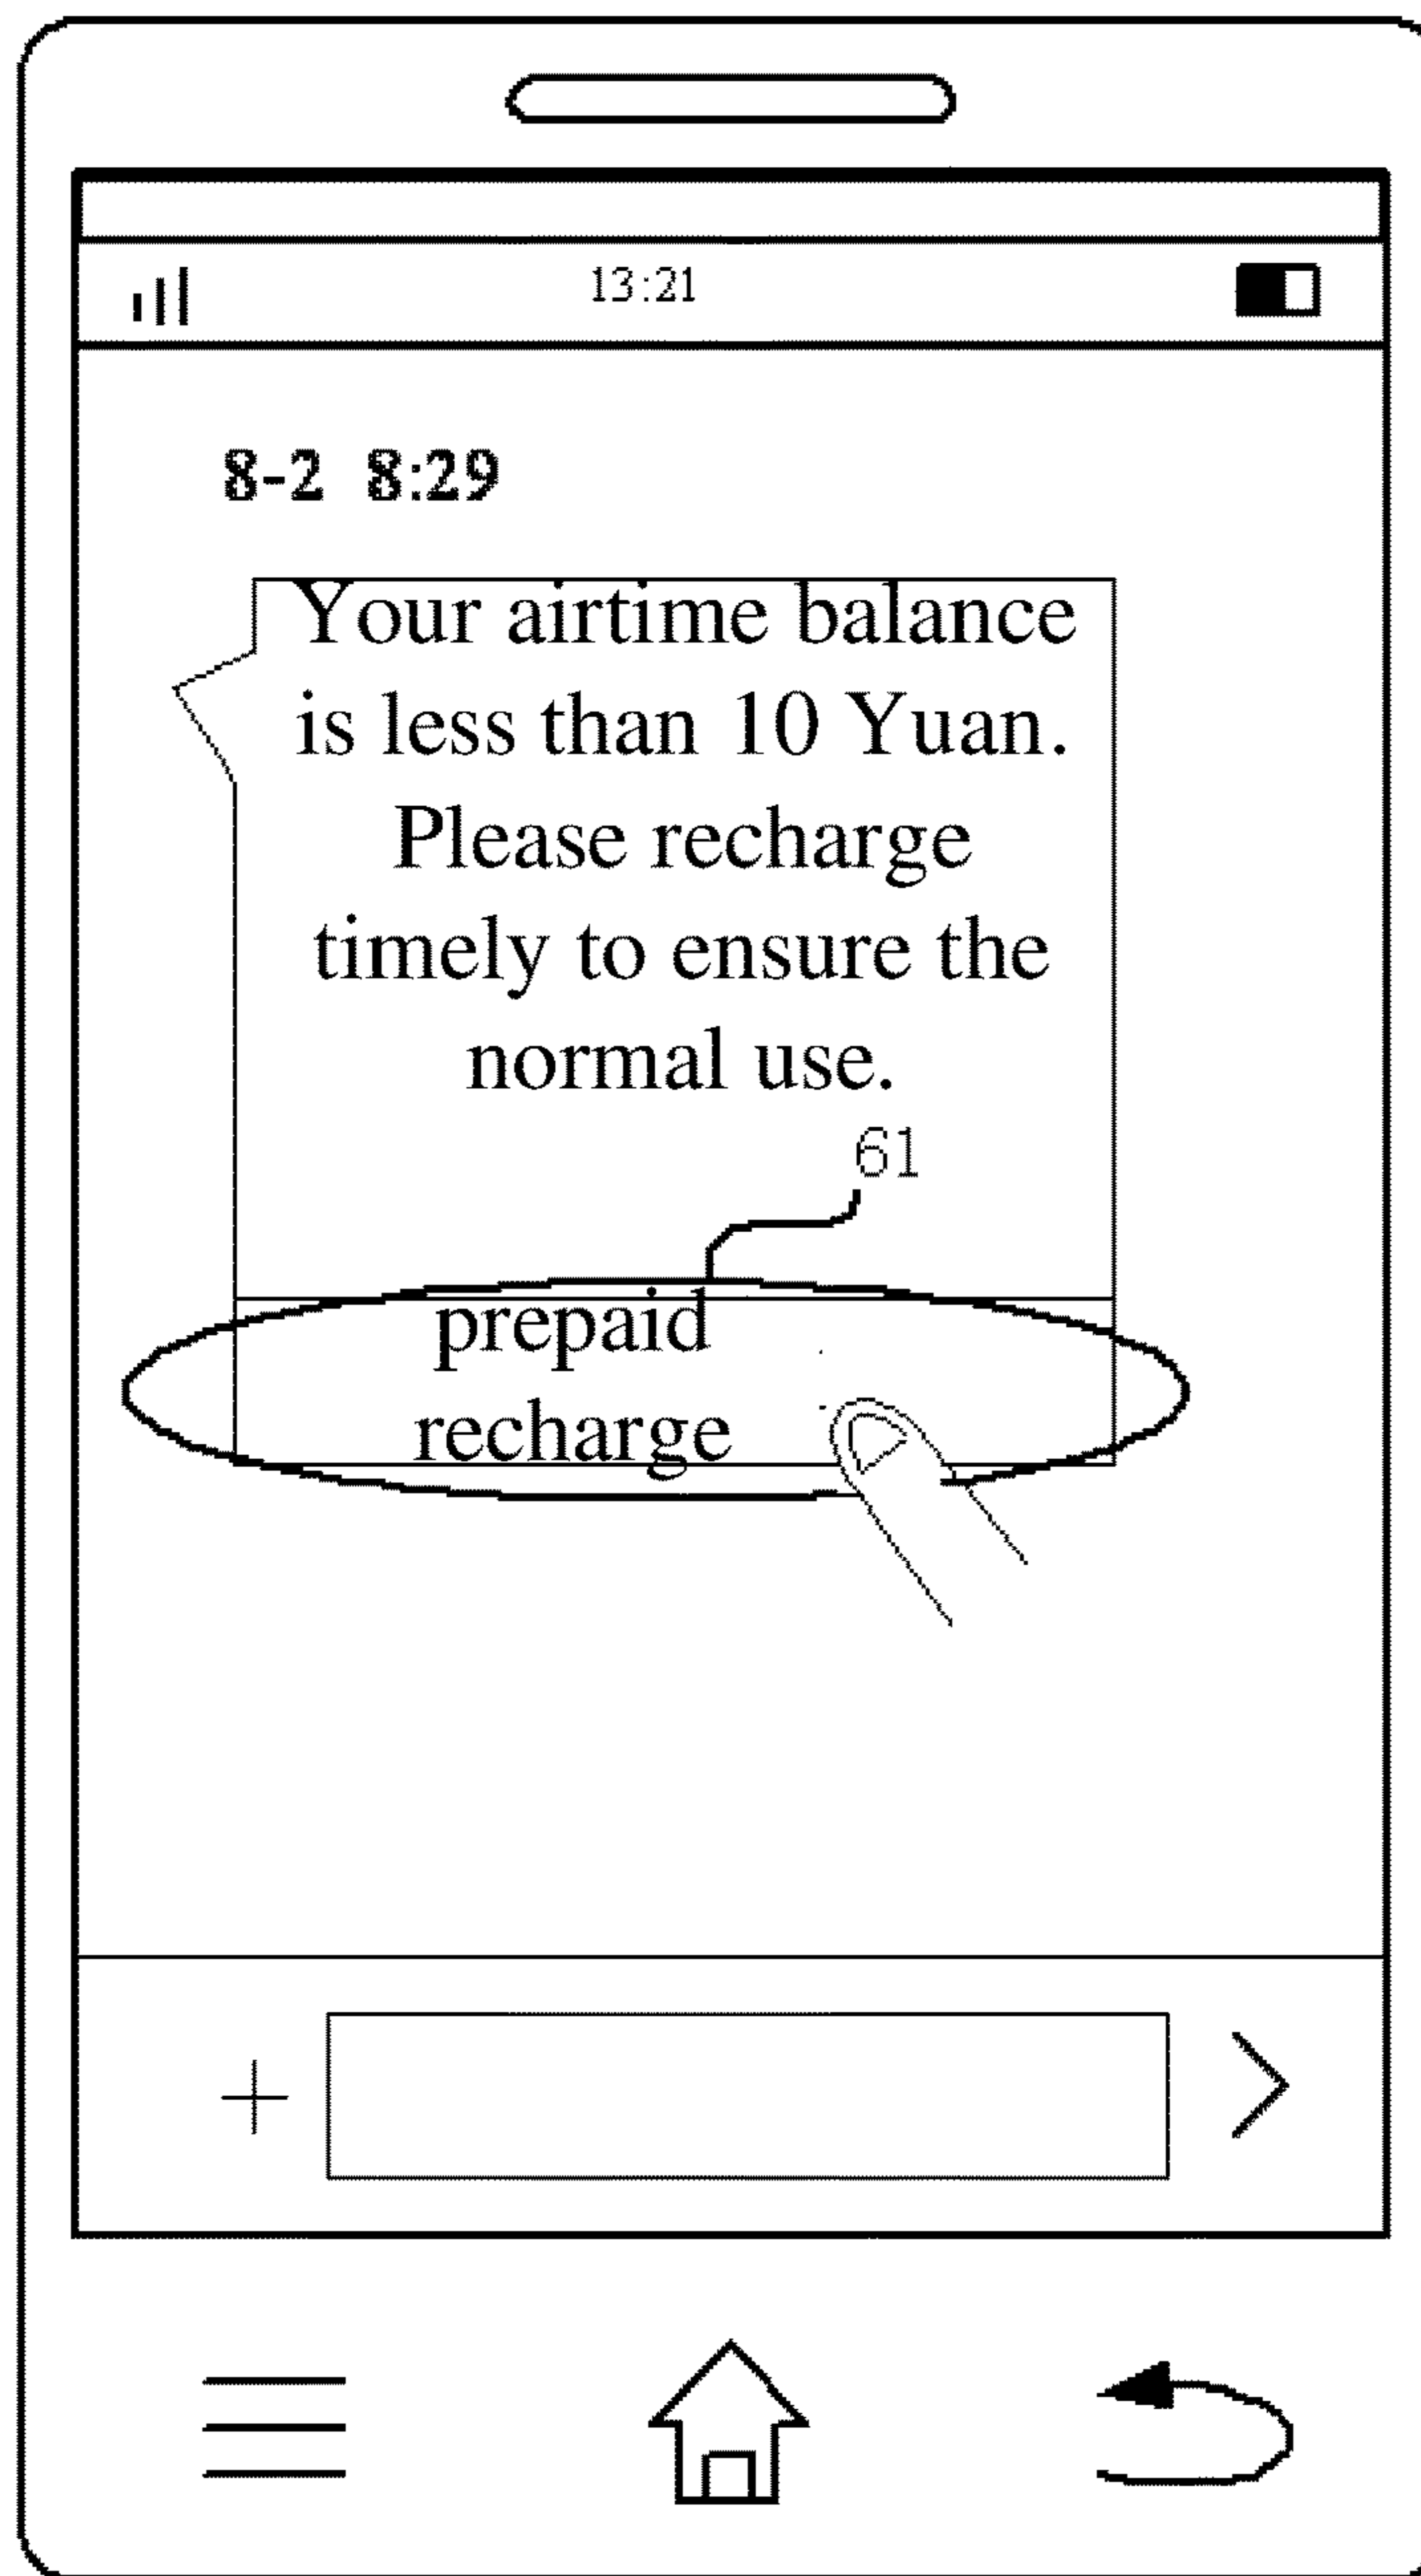 13:21
8-2 8:29
Your airtime balance
is less than 10 Yuan.
Please recharge
timely to ensure the
normal use.
61
prepaid
recharge